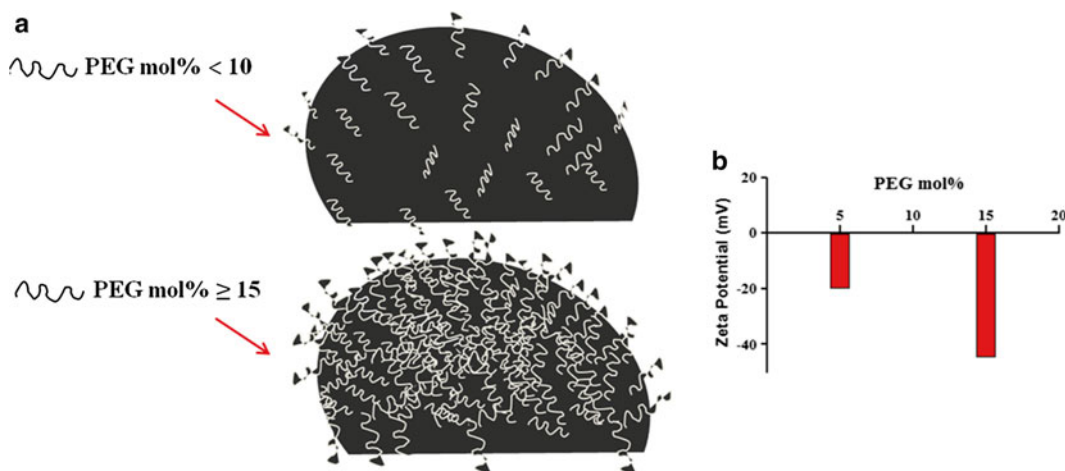 a
PEG mol% < 10
PEG mol% ≥ 15
b
PEG mol%
Zeta Potential (mV)
20
0
-20
-40
5
10
15
20